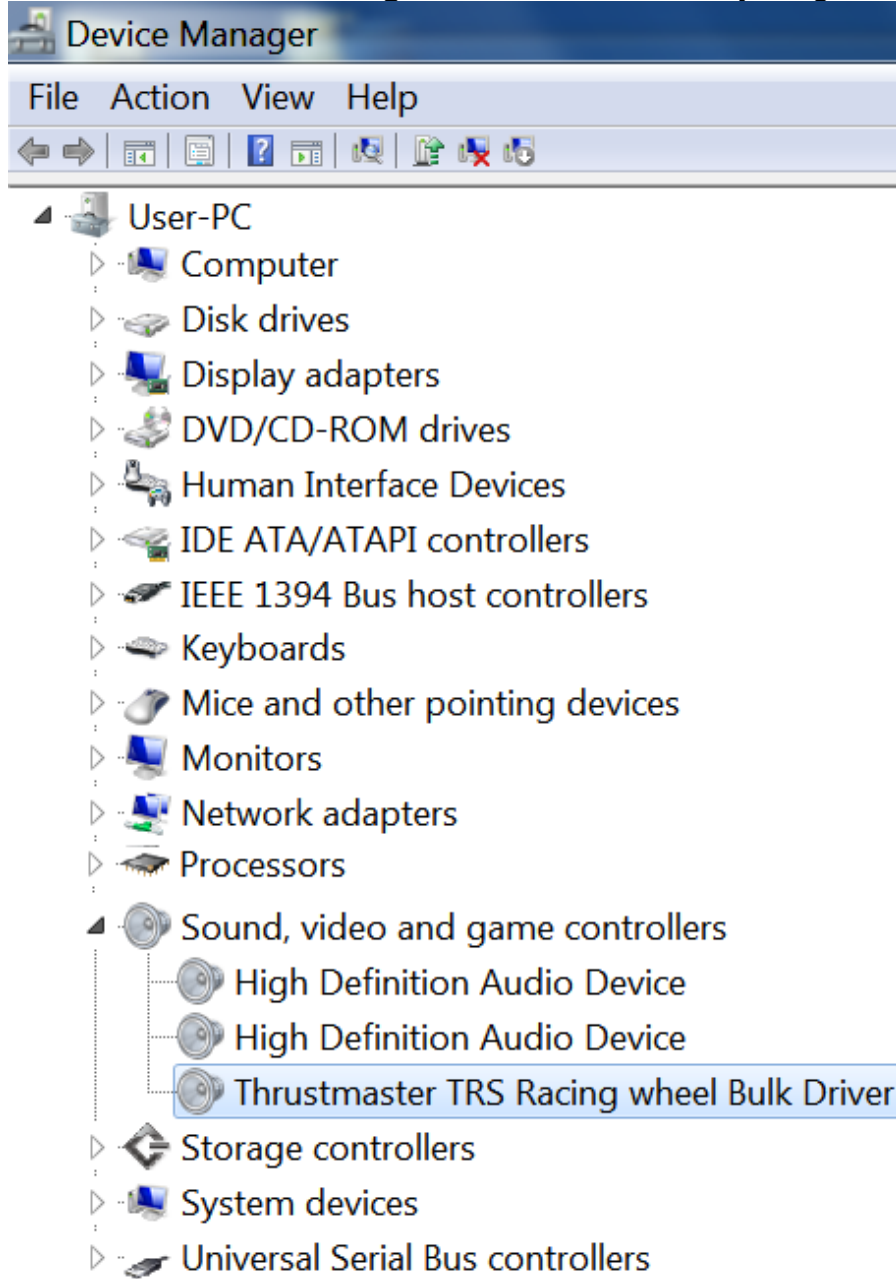 Device Manager
File Action View Help
User-PC
Computer
Disk drives
Display adapters
DVD/CD-ROM drives
Human Interface Devices
IDE ATA/ATAPI controllers
IEEE 1394 Bus host controllers
Keyboards
Mice and other pointing devices
Monitors
Network adapters
Processors
Sound, video and game controllers
High Definition Audio Device
High Definition Audio Device
Thrustmaster TRS Racing wheel Bulk Driver
Storage controllers
System devices
Universal Serial Bus controllers